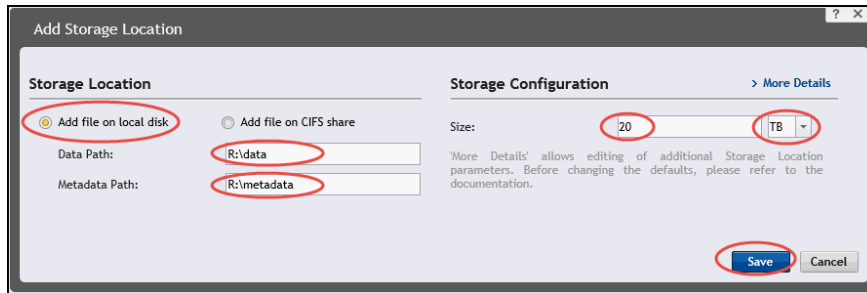 ? X
Add Storage Location
Storage Location
Add file on local disk
Add file on CIFS share
Data Path:
R:\data
Metadata Path:
R:\metadata
Storage Configuration
> More Details
Size:
20
TB
'More Details' allows editing of additional Storage Location
parameters. Before changing the defaults, please refer to the
documentation.
Save
Cancel